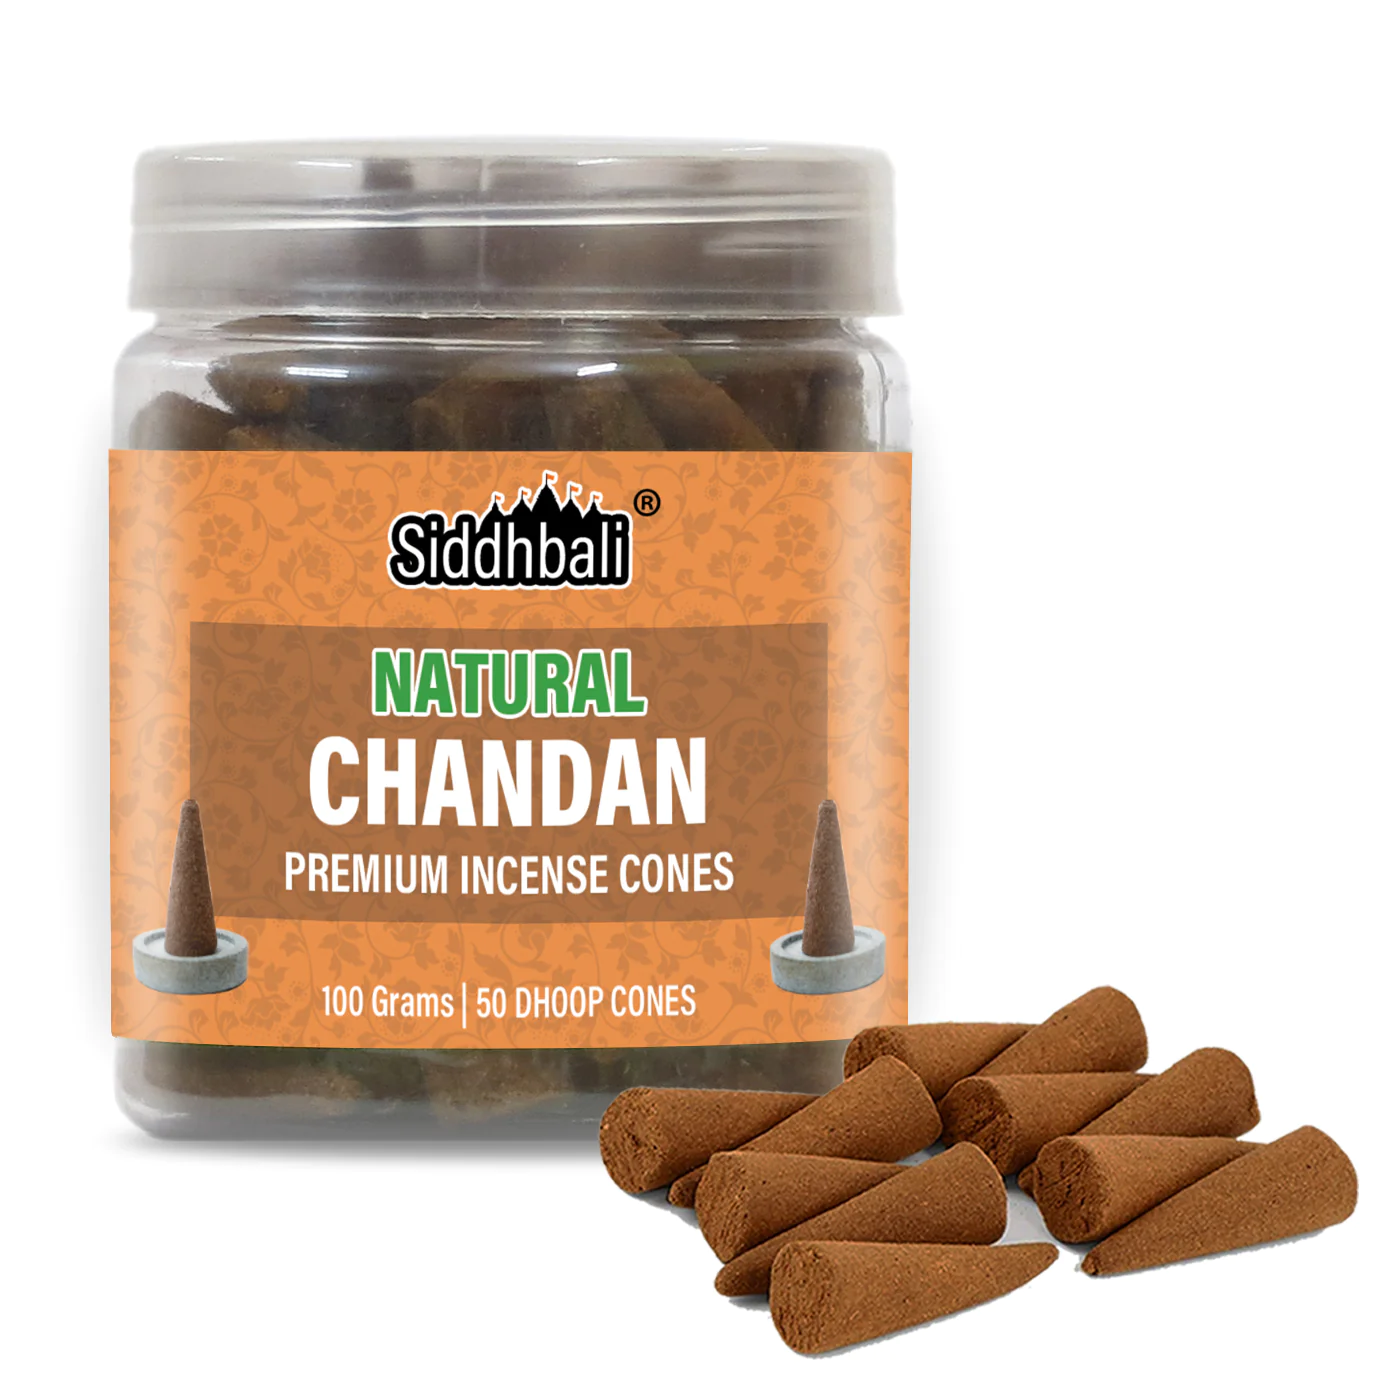 Siddhbali®
NATURAL
CHANDAN
PREMIUM INCENSE CONES
100 Grams | 50 DHOOP CONES